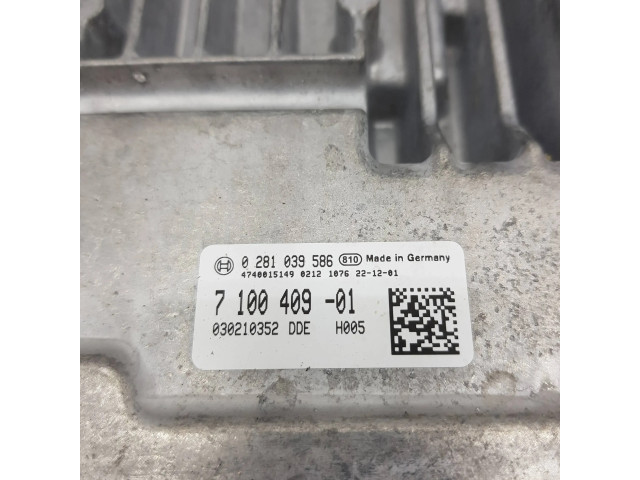 0 281 039 586 810 Made in Germany
4740015149 0212 1076 22-12-01
7 100 409 -01
030210352 DDE H005